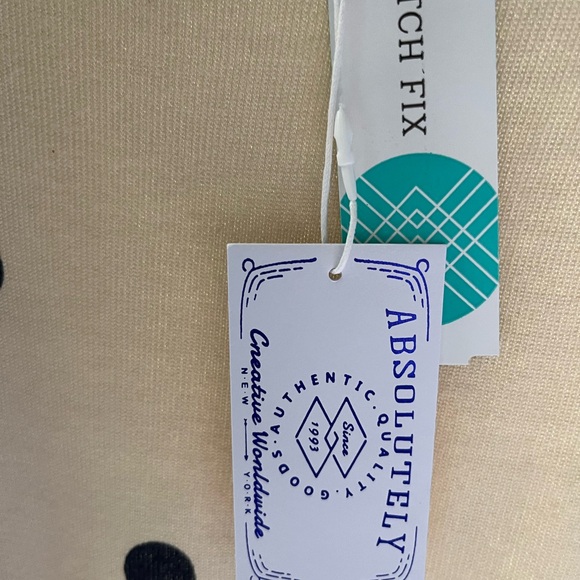 TCH FIX
ABSOLUTELY
AUTHENTIC · QUALITY · GOODS ·
Since
1993
Creative Worldwide
NEW YORK